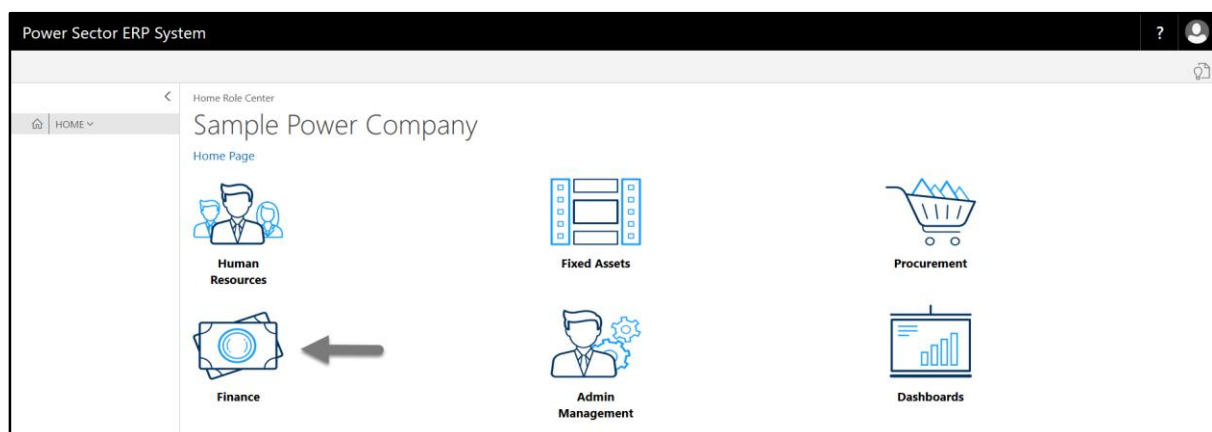 Power Sector ERP System ?
Home Role Center
HOME
Sample Power Company
Home Page
Human
Resources
Fixed Assets
Procurement
Finance
Admin
Management
Dashboards